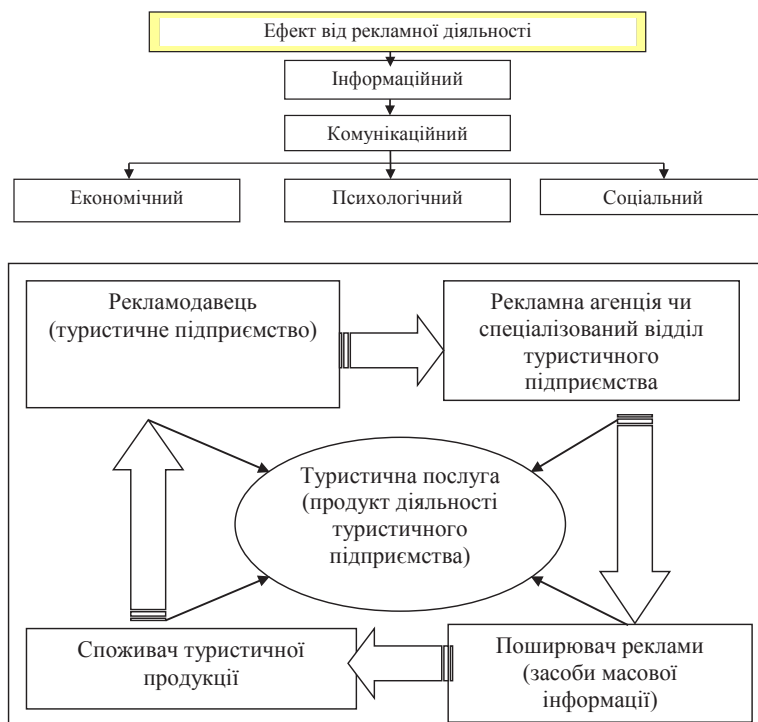 Ефект від рекламної діяльності
Інформаційний
Комунікаційний
Економічний
Психологічний
Соціальний
Рекламодавець
(туристичне підприємство)
Рекламна агенція чи
спеціалізований відділ
туристичного
підприємства
Туристична послуга
(продукт діяльності
туристичного
підприємства)
Споживач туристичної
продукції
Поширювач реклами
(засоби масової
інформації)